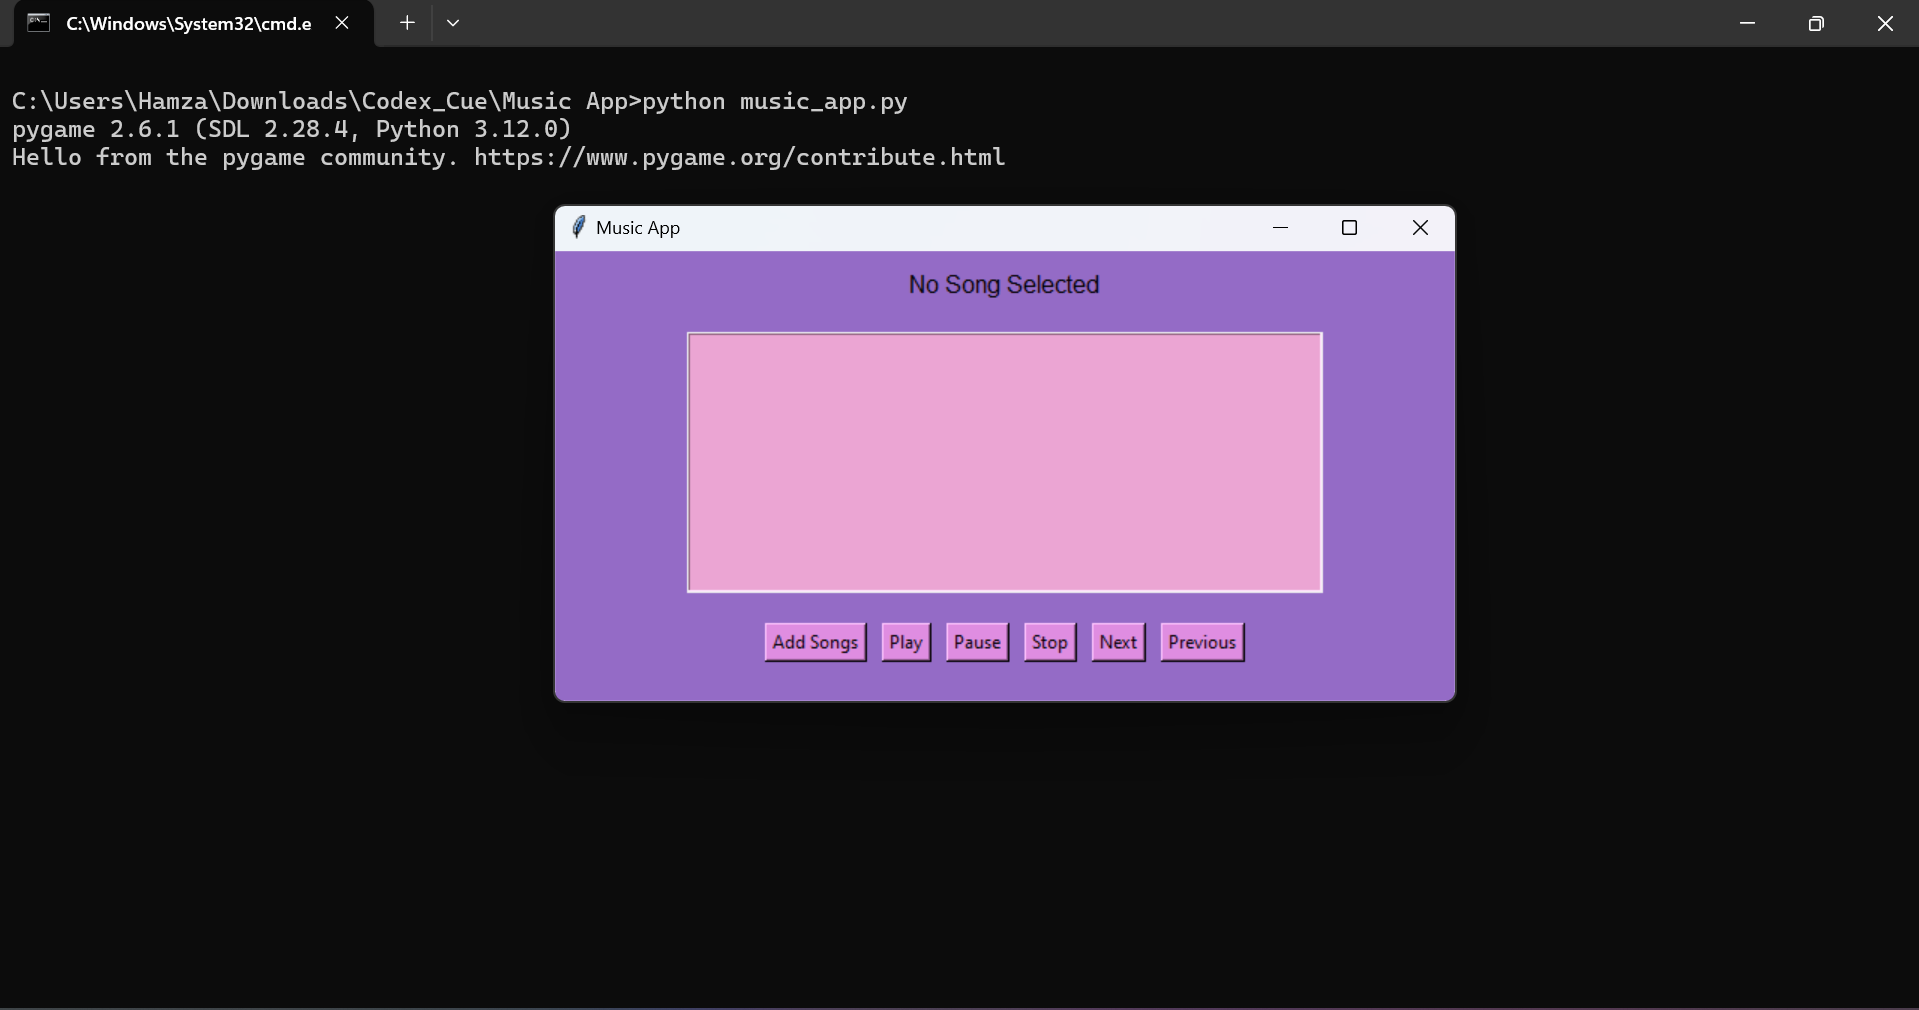 C:\Windows\System32\cmd.e
C:\Users\Hamza\Downloads\Codex_Cue\Music App>python music_app.py
pygame 2.6.1 (SDL 2.28.4, Python 3.12.0)
Hello from the pygame community. https://www.pygame.org/contribute.html
Music App
No Song Selected
Add Songs Play Pause Stop Next Previous